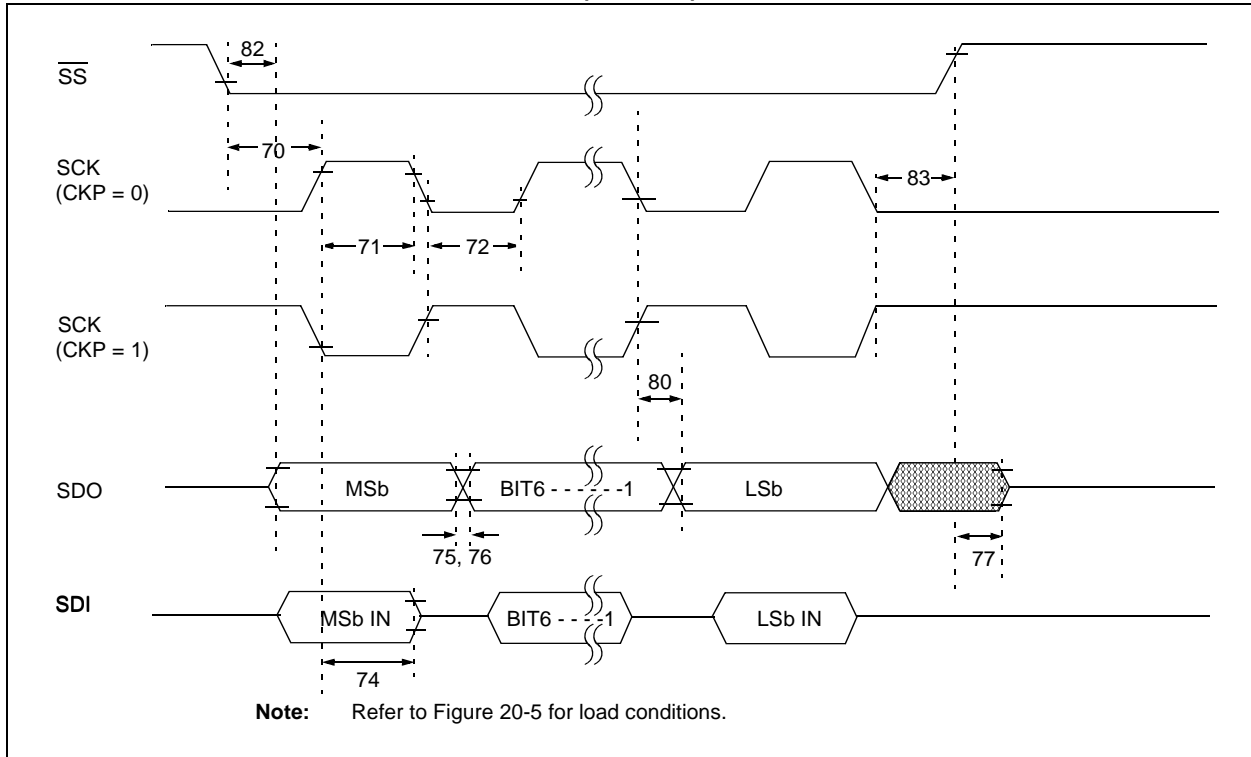 82
SS
70
SCK
(CKP = 0)
83
71
72
SCK
(CKP = 1)
80
SDO
MSb
BIT6 - - - - - -1
LSb
75, 76
77
SDI
MSb IN
BIT6 - - - -1
LSb IN
74
Note: Refer to Figure 20-5 for load conditions.